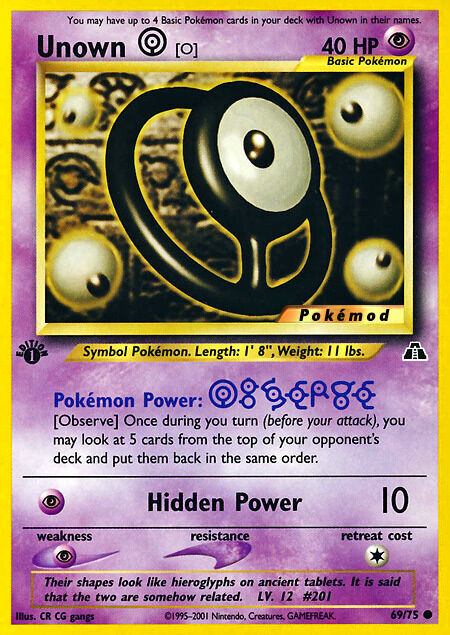 You may have up to 4 Basic Pokémon cards in your deck with Unown in their names.
Unown [O] 40 HP
Basic Pokémon
Pokémod
EDITION 1
Symbol Pokémon. Length: 1' 8", Weight: 11 lbs.
Pokémon Power: OBSERVE
[Observe] Once during you turn (before your attack), you
may look at 5 cards from the top of your opponent's
deck and put them back in the same order.
Hidden Power 10
weakness resistance retreat cost
Their shapes look like hieroglyphs on ancient tablets. It is said
that the two are somehow related. LV. 12 #201
Illus. CR CG gangs ©1995-2001 Nintendo, Creatures, GAMEFREAK. 69/75